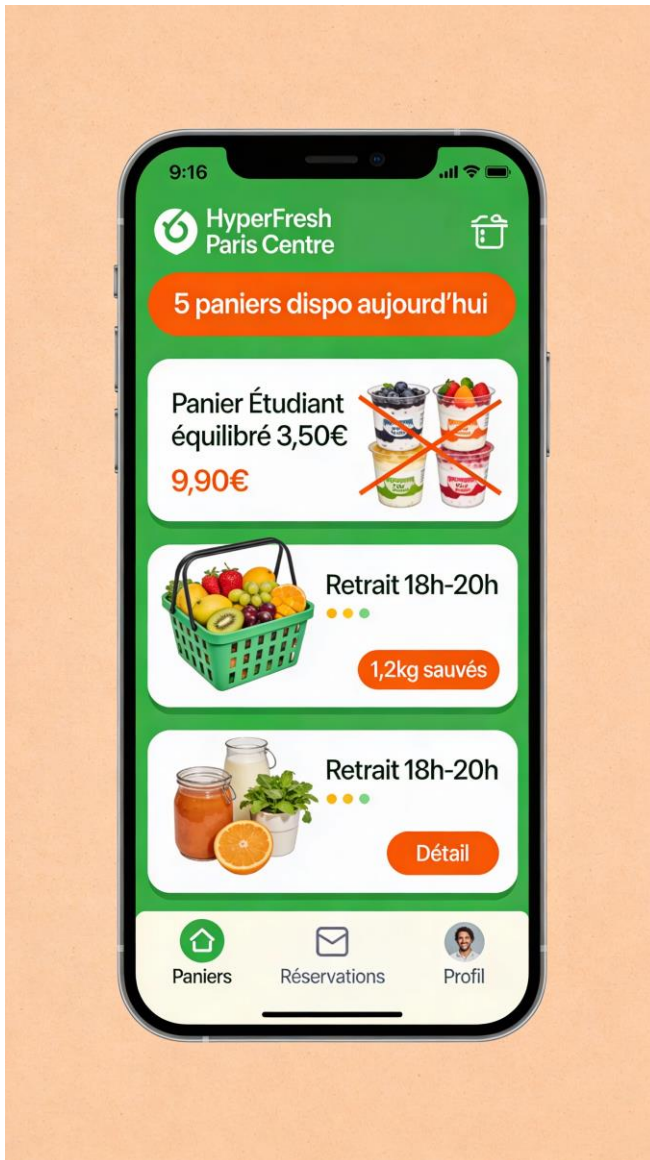 9:16
HyperFresh
Paris Centre
5 paniers dispo aujourd'hui
Panier Étudiant
équilibré 3,50€
9,90€
Retrait 18h-20h
1,2kg sauvés
Retrait 18h-20h
Détail
Paniers
Réservations
Profil